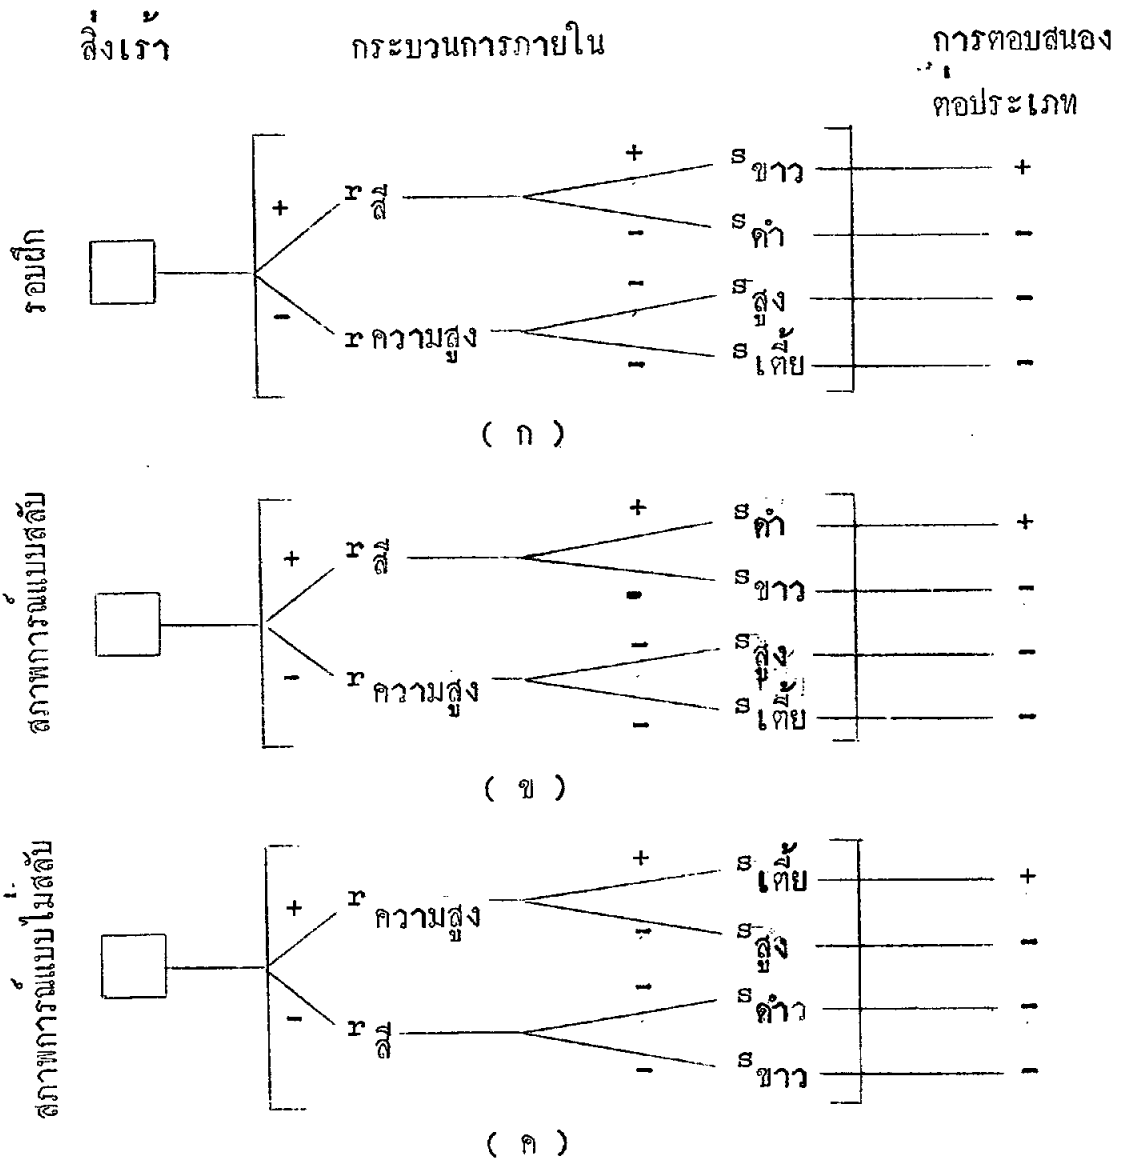 สิ่งเร้า กระบวนการภายใน การตอบสนอง
ต่อประเภท
รอบฝึก
+ r สี + s ขาว +
- s ดำ -
- r ความสูง - s สูง -
- s เตี้ย -
( ก )
สภาพการณ์แบบสลับ
+ r สี + s ดำ +
- s ขาว -
- r ความสูง - s สูง -
- s เตี้ย -
( ข )
สภาพการณ์แบบไม่สลับ
+ r ความสูง + s เตี้ย +
- s สูง -
- r สี - s ดำว -
- s ขาว -
( ค )